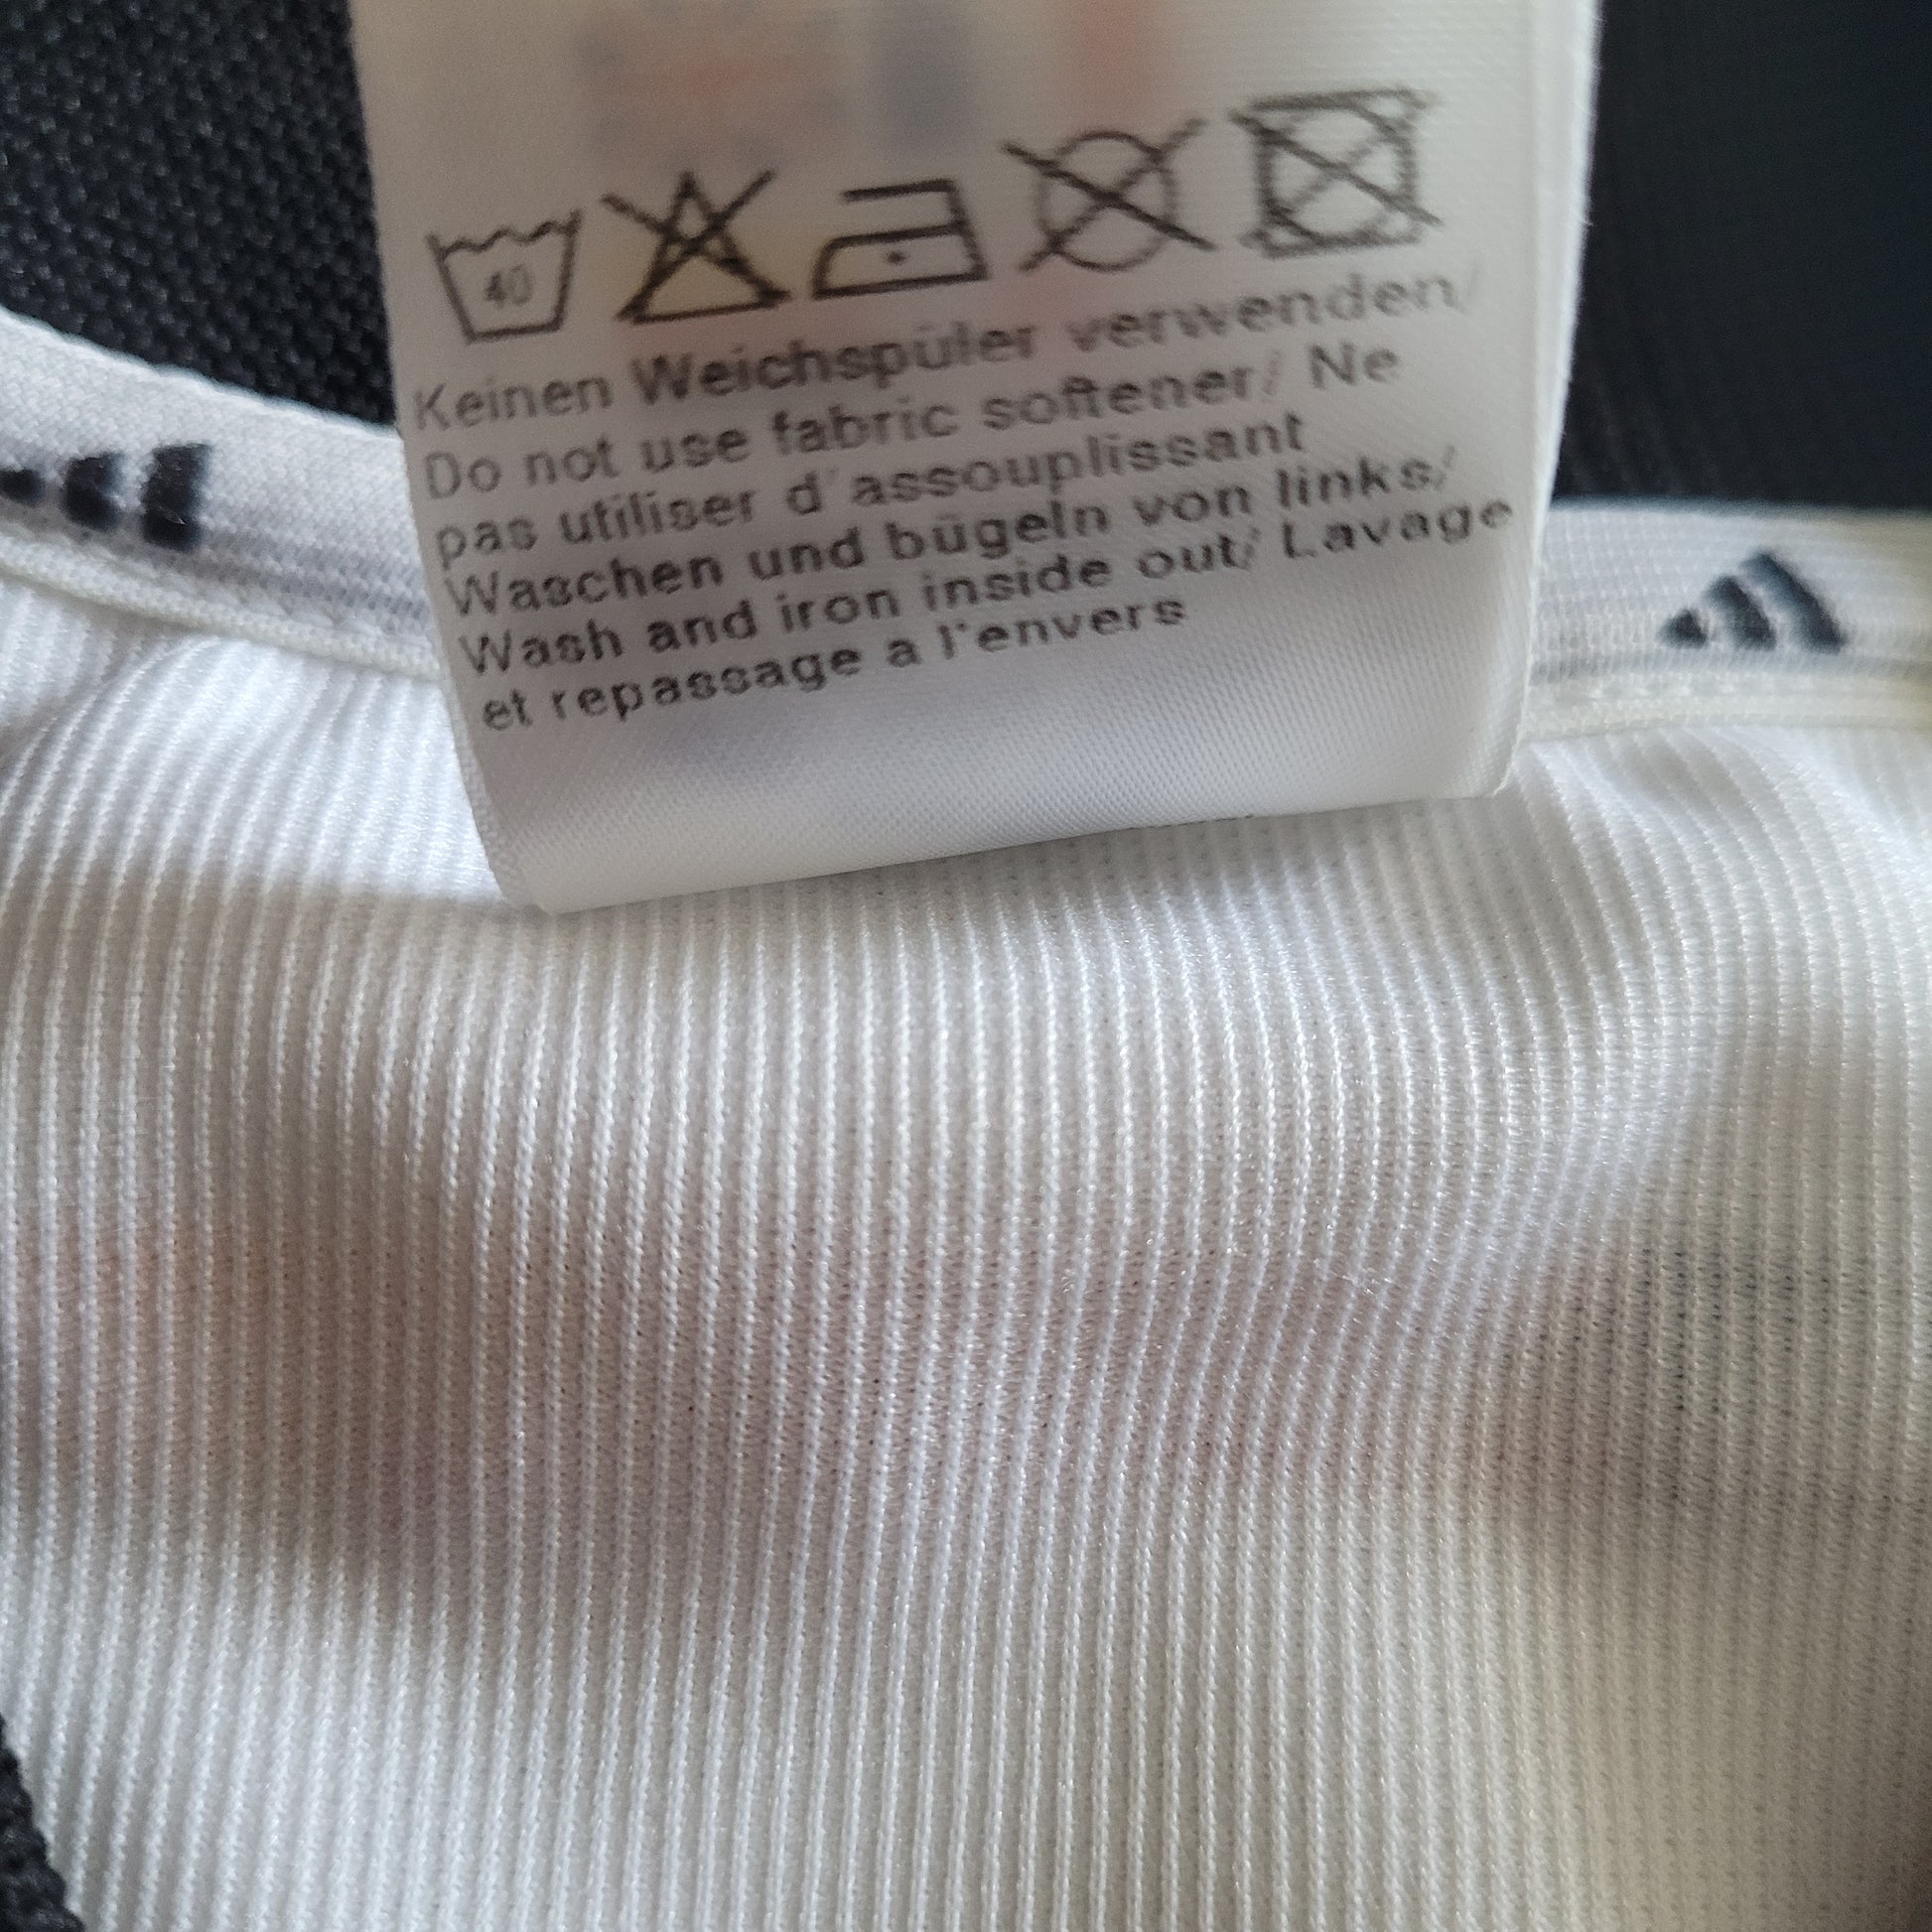 40
Keinen Weichspüler verwenden/
Do not use fabric softener/ Ne
pas utiliser d'assouplissant
Waschen und bügeln von links/
Wash and iron inside out/ Lavage
et repassage a l'envers